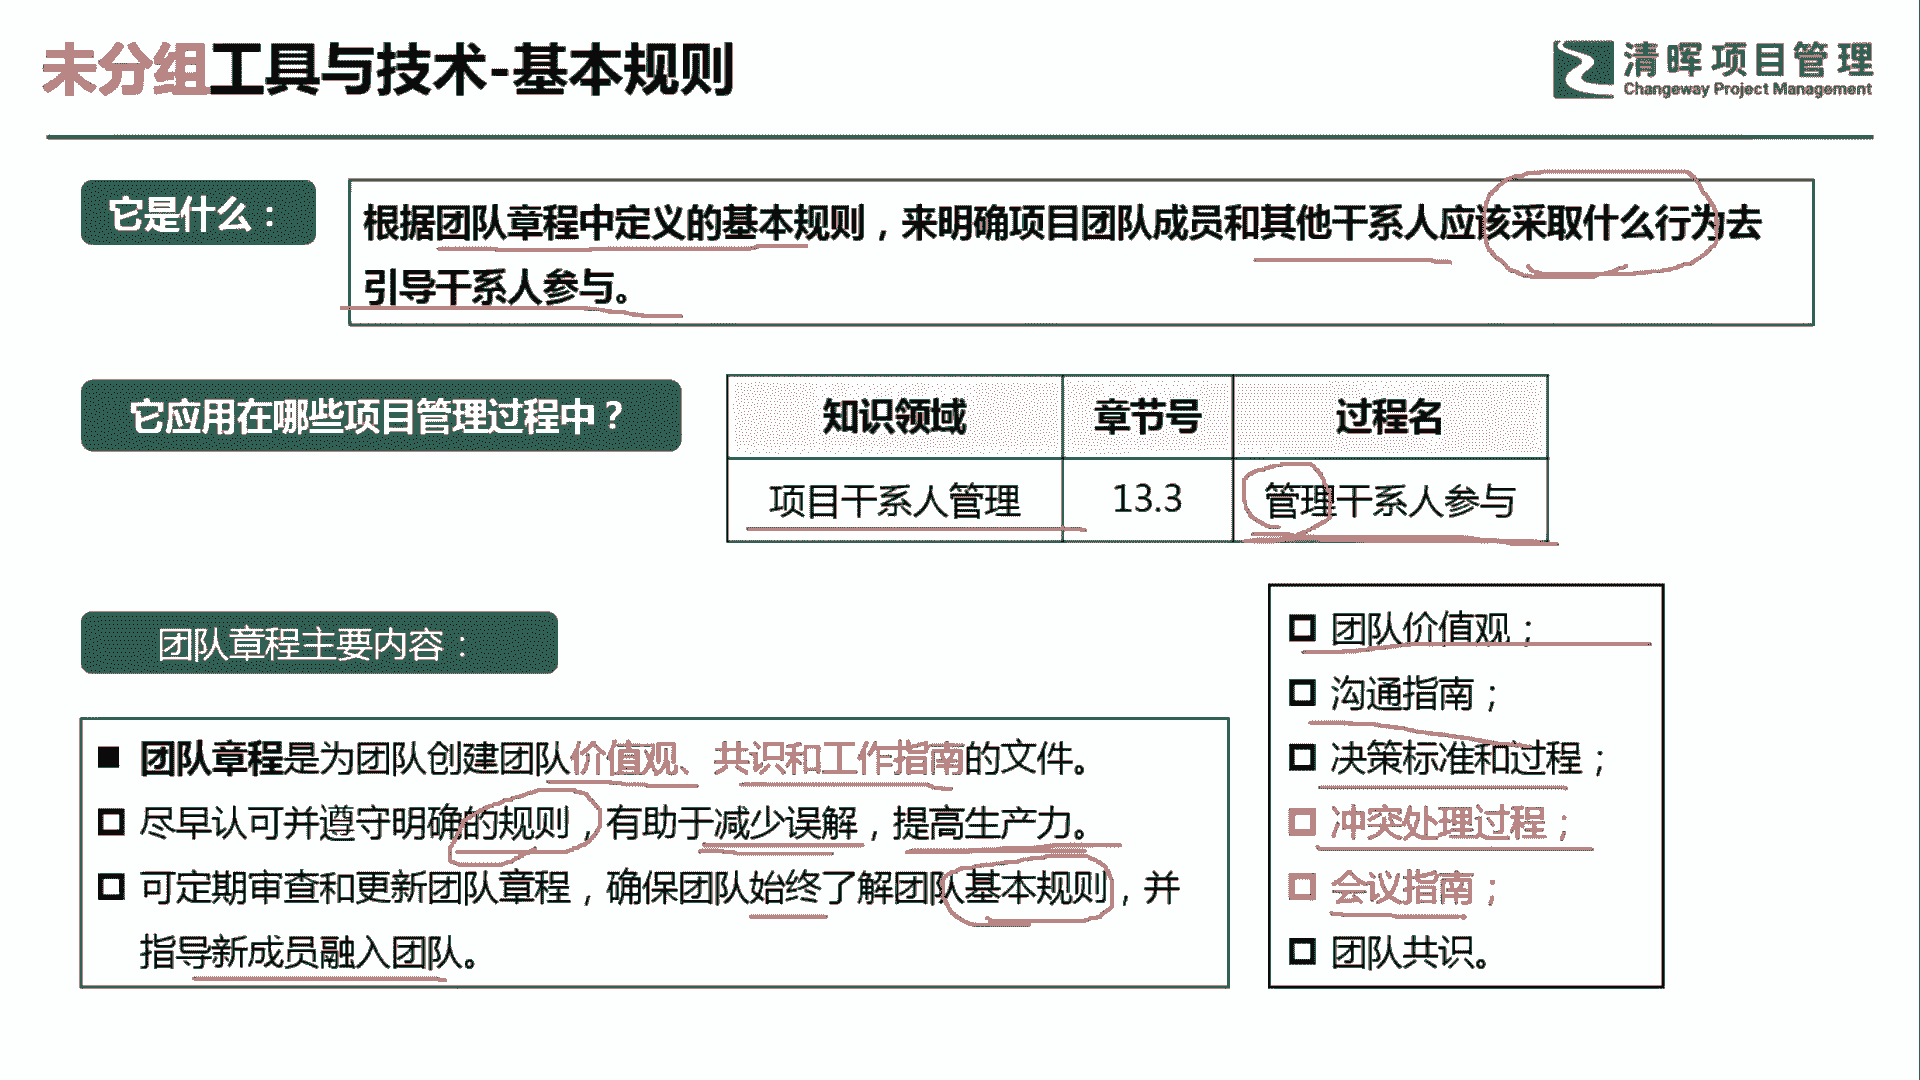 未分组工具与技术-基本规则
清晖项目管理
Changeway Project Management
它是什么：
根据团队章程中定义的基本规则，来明确项目团队成员和其他干系人应该采取什么行为去
引导干系人参与。
它应用在哪些项目管理过程中？
知识领域 章节号 过程名
项目干系人管理 13.3 管理干系人参与
团队章程主要内容：
■ 团队章程是为团队创建团队价值观、共识和工作指南的文件。
□ 尽早认可并遵守明确的规则，有助于减少误解，提高生产力。
□ 可定期审查和更新团队章程，确保团队始终了解团队基本规则，并
指导新成员融入团队。
□ 团队价值观；
□ 沟通指南；
□ 决策标准和过程；
□ 冲突处理过程；
□ 会议指南；
□ 团队共识。